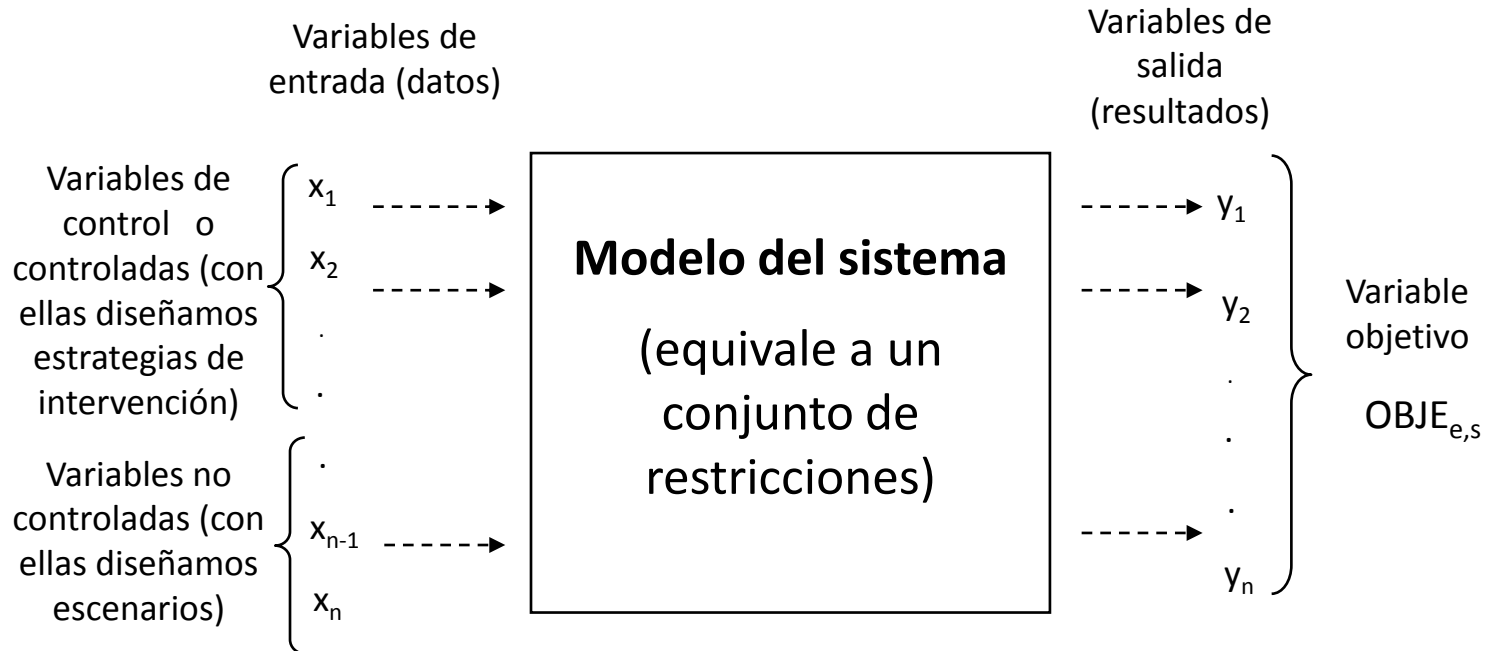 Variables de
entrada (datos)
Variables de
salida
(resultados)
Variables de
control o
controladas (con
ellas diseñamos
estrategias de
intervención)
x1
x2
.
.
Variables no
controladas (con
ellas diseñamos
escenarios)
.
xn-1
xn
Modelo del sistema
(equivale a un
conjunto de
restricciones)
y1
y2
.
.
.
yn
Variable
objetivo
OBJEe,s